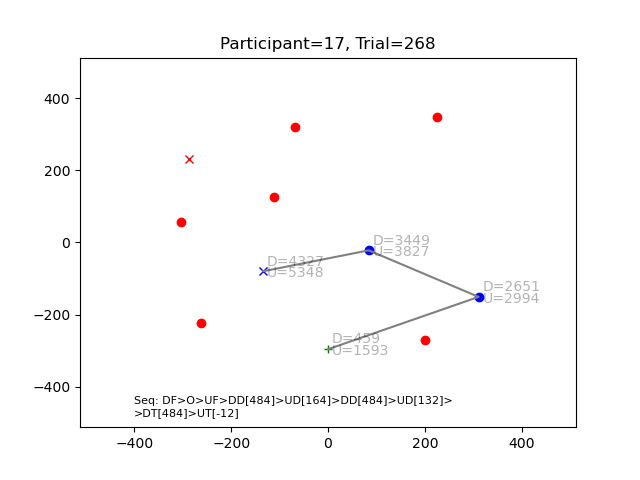 Participant=17, Trial=268
400
200
0
−200
−400
D=3449
U=3827
D=4327
U=5348
D=2651
U=2994
D=459
U=1593
Seq: DF>O>UF>DD[484]>UD[164]>DD[484]>UD[132]>
>DT[484]>UT[-12]
−400 −200 0 200 400